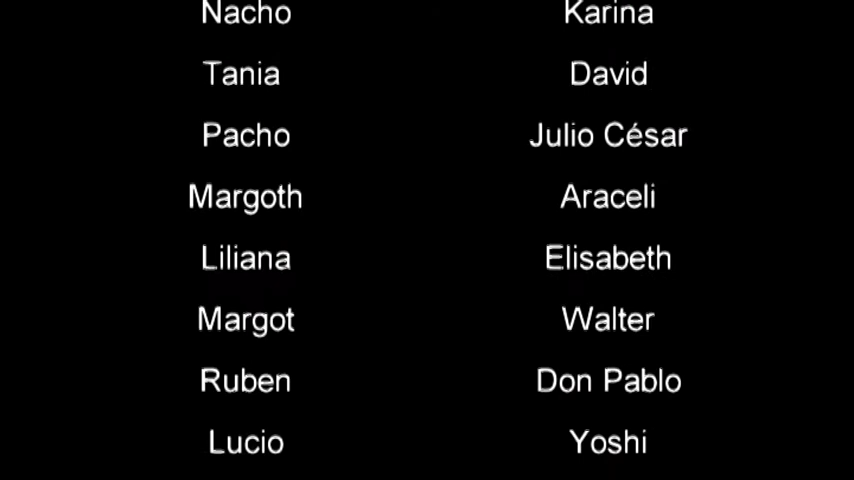 Nacho Karina
Tania David
Pacho Julio César
Margoth Araceli
Liliana Elisabeth
Margot Walter
Ruben Don Pablo
Lucio Yoshi